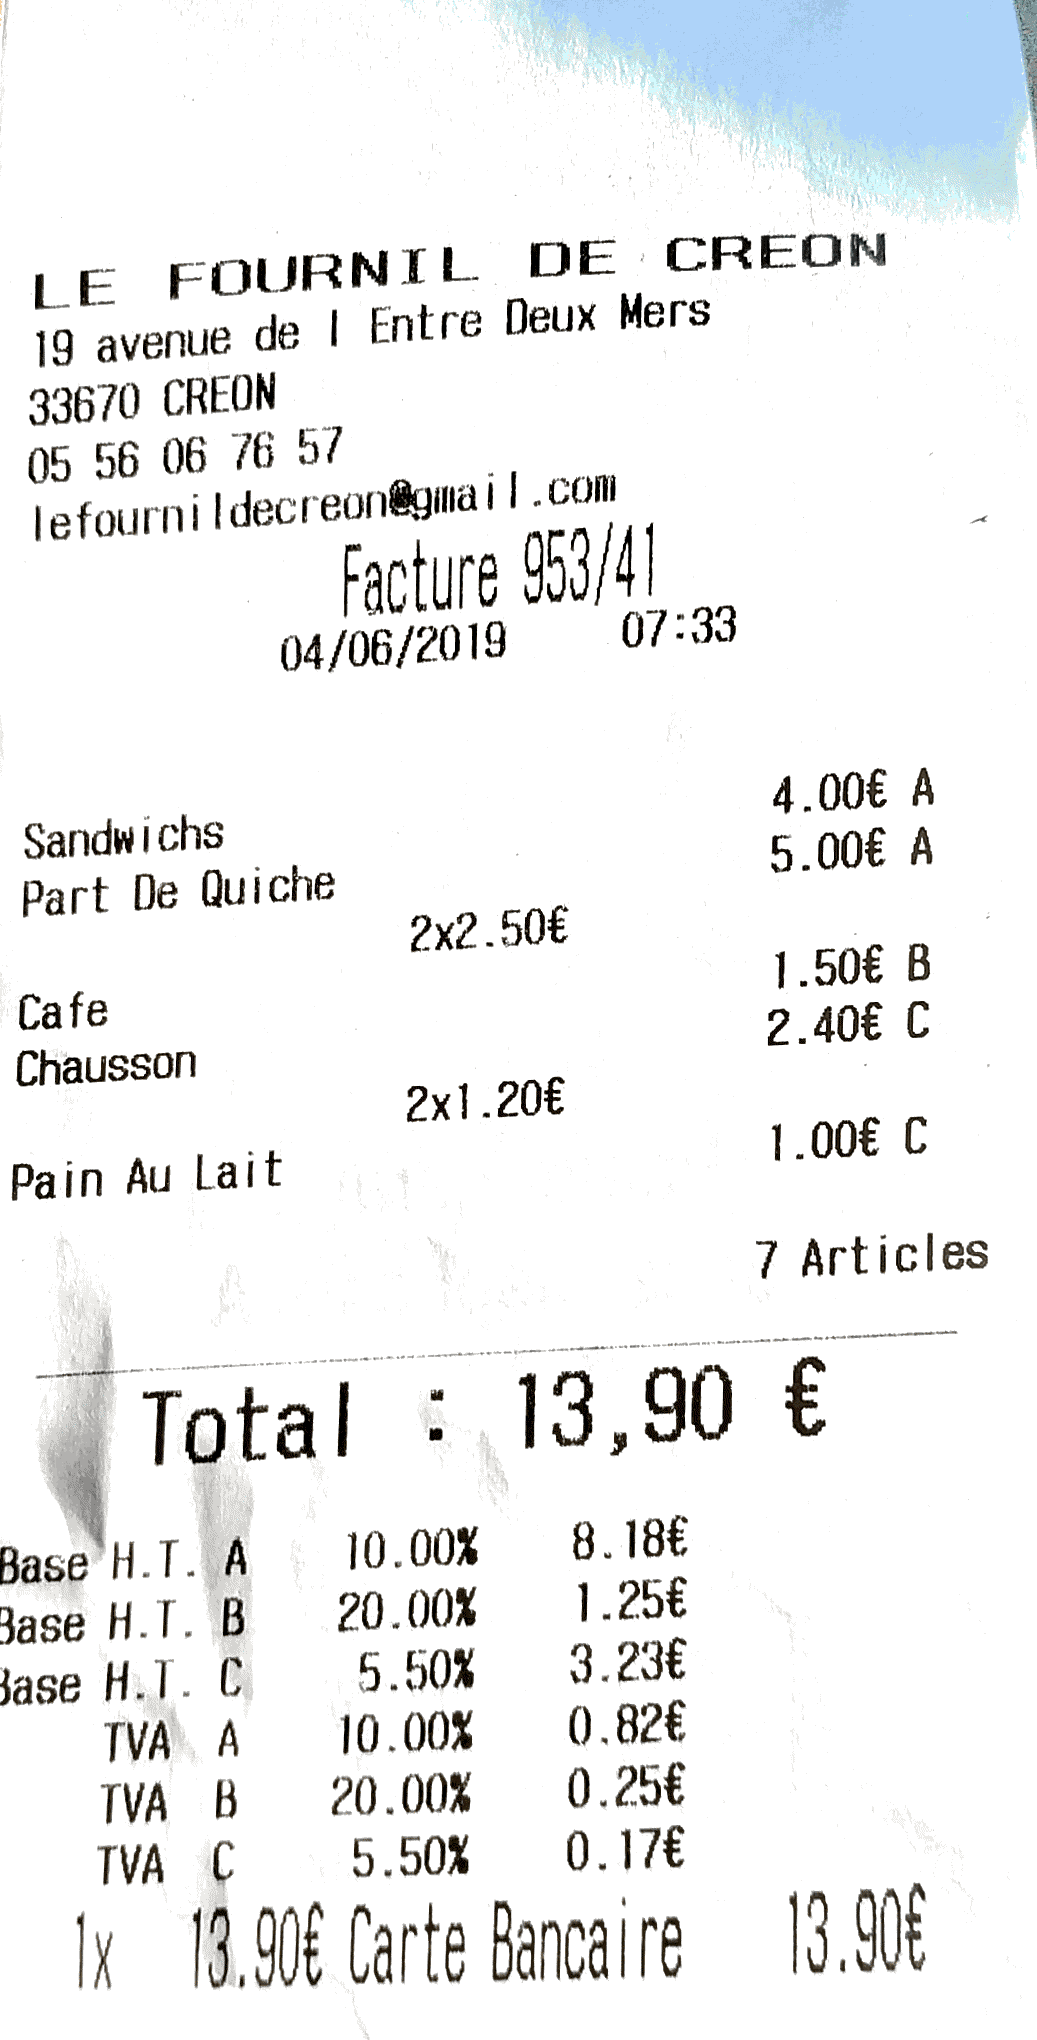 LE FOURNIL DE CREON
19 avenue de l Entre Deux Mers
33670 CREON
05 56 06 76 57
lefournildecreon@gmail.com
Facture 953/41
04/06/2019 07:33
Sandwichs 4.00€ A
Part De Quiche 5.00€ A
2x2.50€
Cafe 1.50€ B
Chausson 2.40€ C
2x1.20€
Pain Au Lait 1.00€ C
7 Articles
Total : 13,90 €
Base H.T. A 10.00% 8.18€
Base H.T. B 20.00% 1.25€
Base H.T. C 5.50% 3.23€
TVA A 10.00% 0.82€
TVA B 20.00% 0.25€
TVA C 5.50% 0.17€
1x 13.90€ Carte Bancaire 13.90€